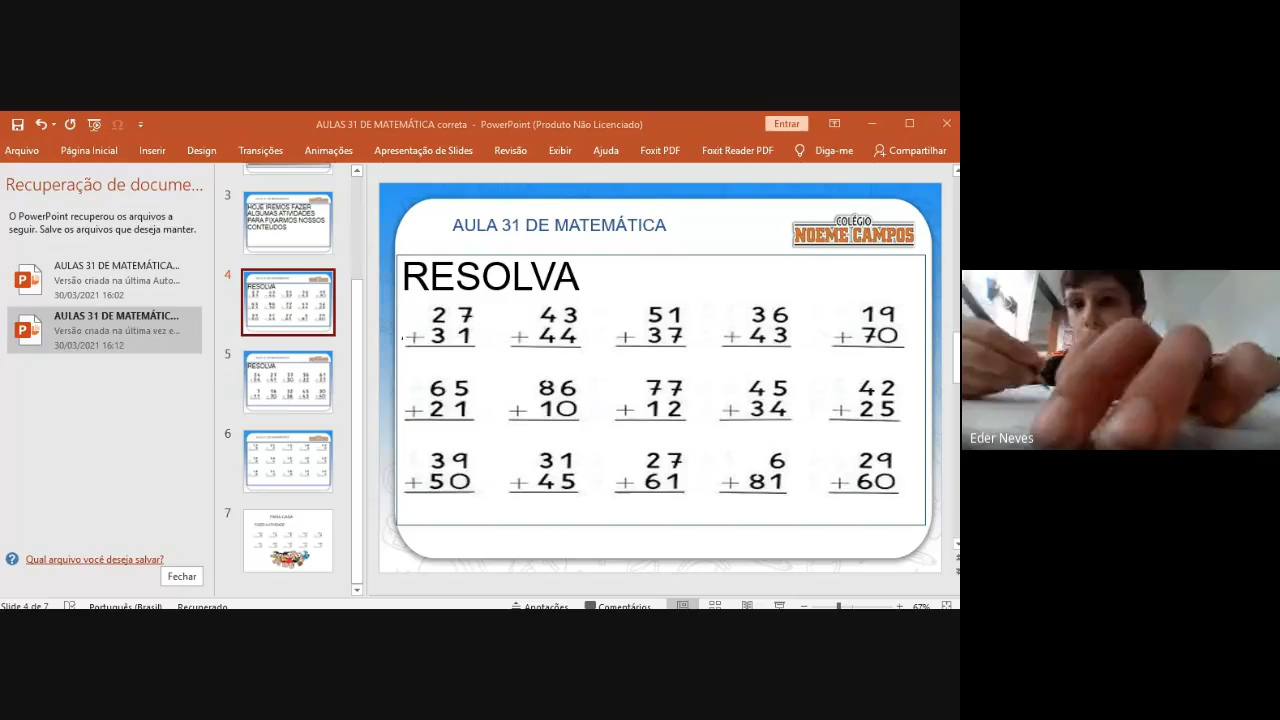 AULAS 31 DE MATEMÁTICA correta - PowerPoint (Produto Não Licenciado)
Entrar
Arquivo Página Inicial Inserir Design Transições Animações Apresentação de Slides Revisão Exibir Ajuda Foxit PDF Foxit Reader PDF Diga-me Compartilhar
Recuperação de docume...
O PowerPoint recuperou os arquivos a
seguir. Salve os arquivos que deseja manter.
AULAS 31 DE MATEMÁTICA...
Versão criada na última Auto...
30/03/2021 16:02
AULAS 31 DE MATEMÁTIC...
Versão criada na última vez e...
30/03/2021 16:12
Qual arquivo você deseja salvar?
Fechar
3
HOJE IREMOS FAZER
ALGUMAS ATIVIDADES
PARA FIXARMOS NOSSOS
CONTEÚDOS
4
RESOLVA
5
RESOLVA
6
7
AULA 31 DE MATEMÁTICA
COLÉGIO
NOEME CAMPOS
RESOLVA
27 43 51 36 19
+31 +44 +37 +43 +70
65 86 77 45 42
+21 +10 +12 +34 +25
39 31 27 6 29
+50 +45 +61 +81 +60
Slide 4 de 7 Português (Brasil) Recuperado Anotações Comentários 67%
Eder Neves